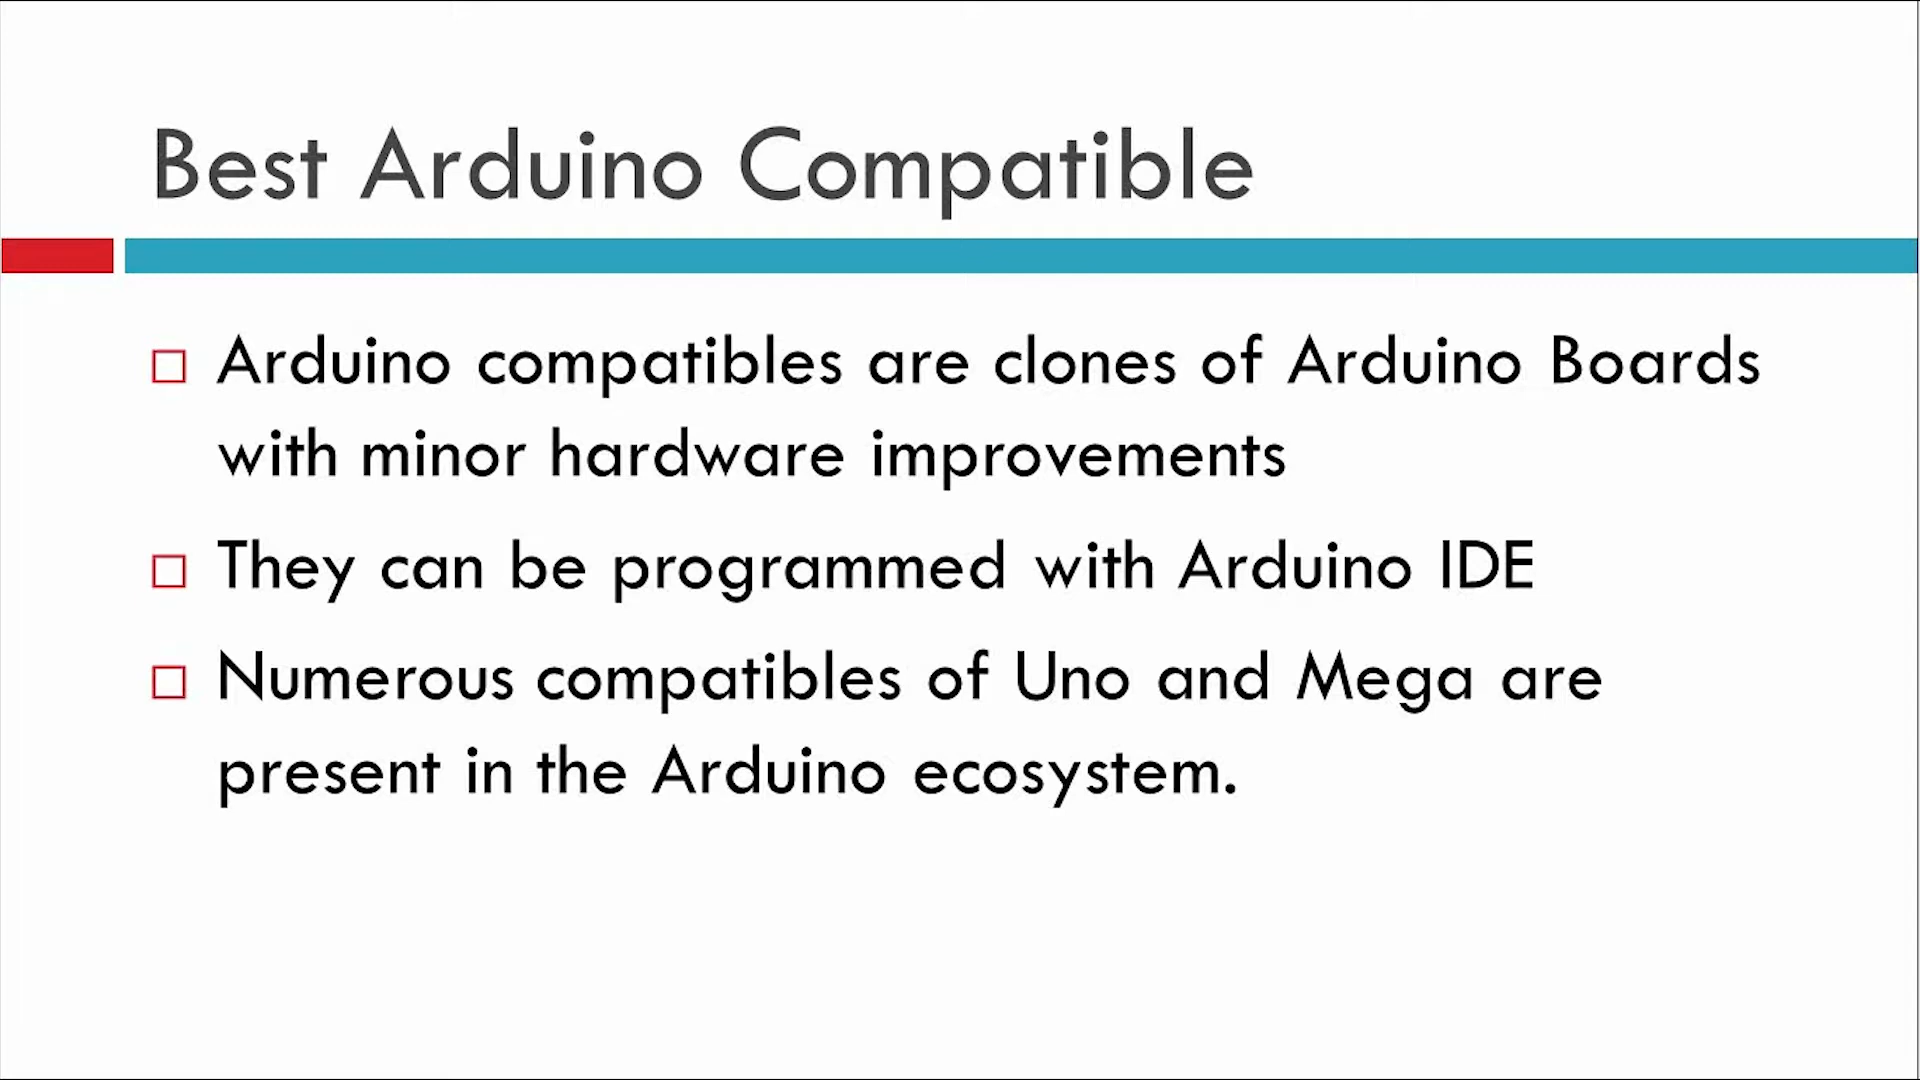 Best Arduino Compatible
Arduino compatibles are clones of Arduino Boards
with minor hardware improvements
They can be programmed with Arduino IDE
Numerous compatibles of Uno and Mega are
present in the Arduino ecosystem.